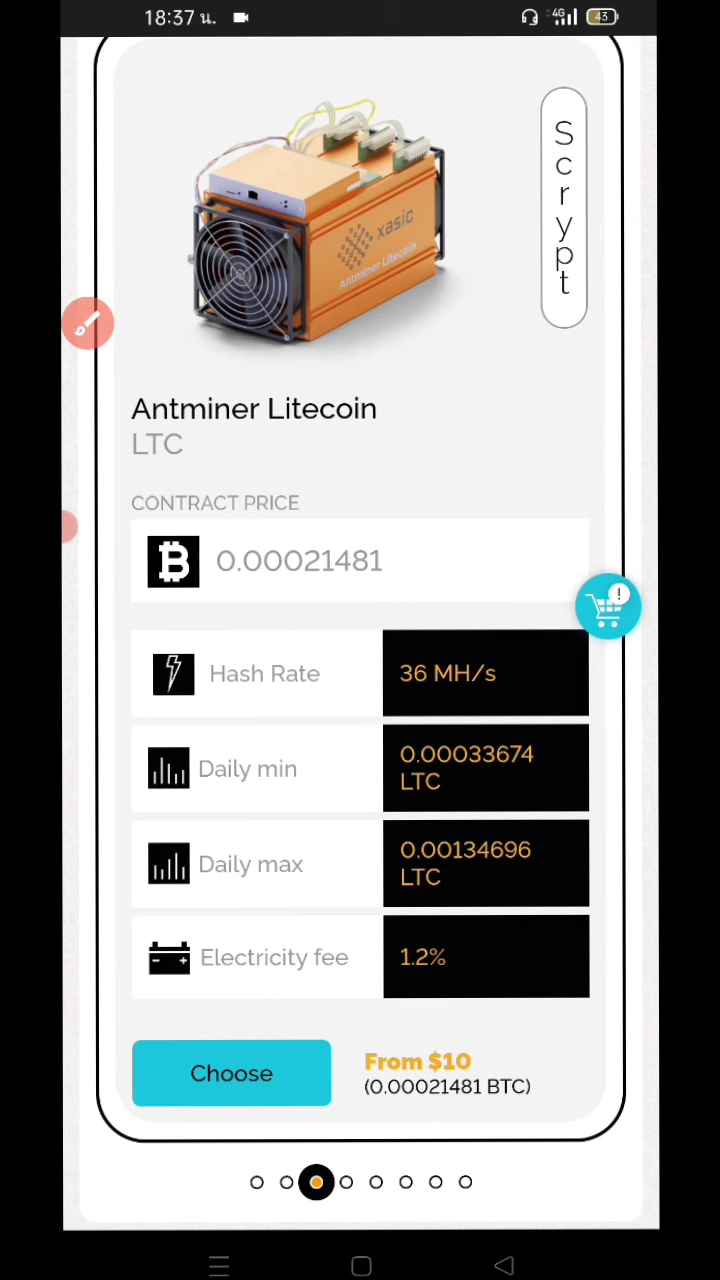 18:37 น.
4G
43
Scrypt
xasic
Antminer Litecoin
Antminer Litecoin
LTC
CONTRACT PRICE
0.00021481
!
Hash Rate
36 MH/s
Daily min
0.00033674
LTC
Daily max
0.00134696
LTC
Electricity fee
1.2%
Choose
From $10
(0.00021481 BTC)